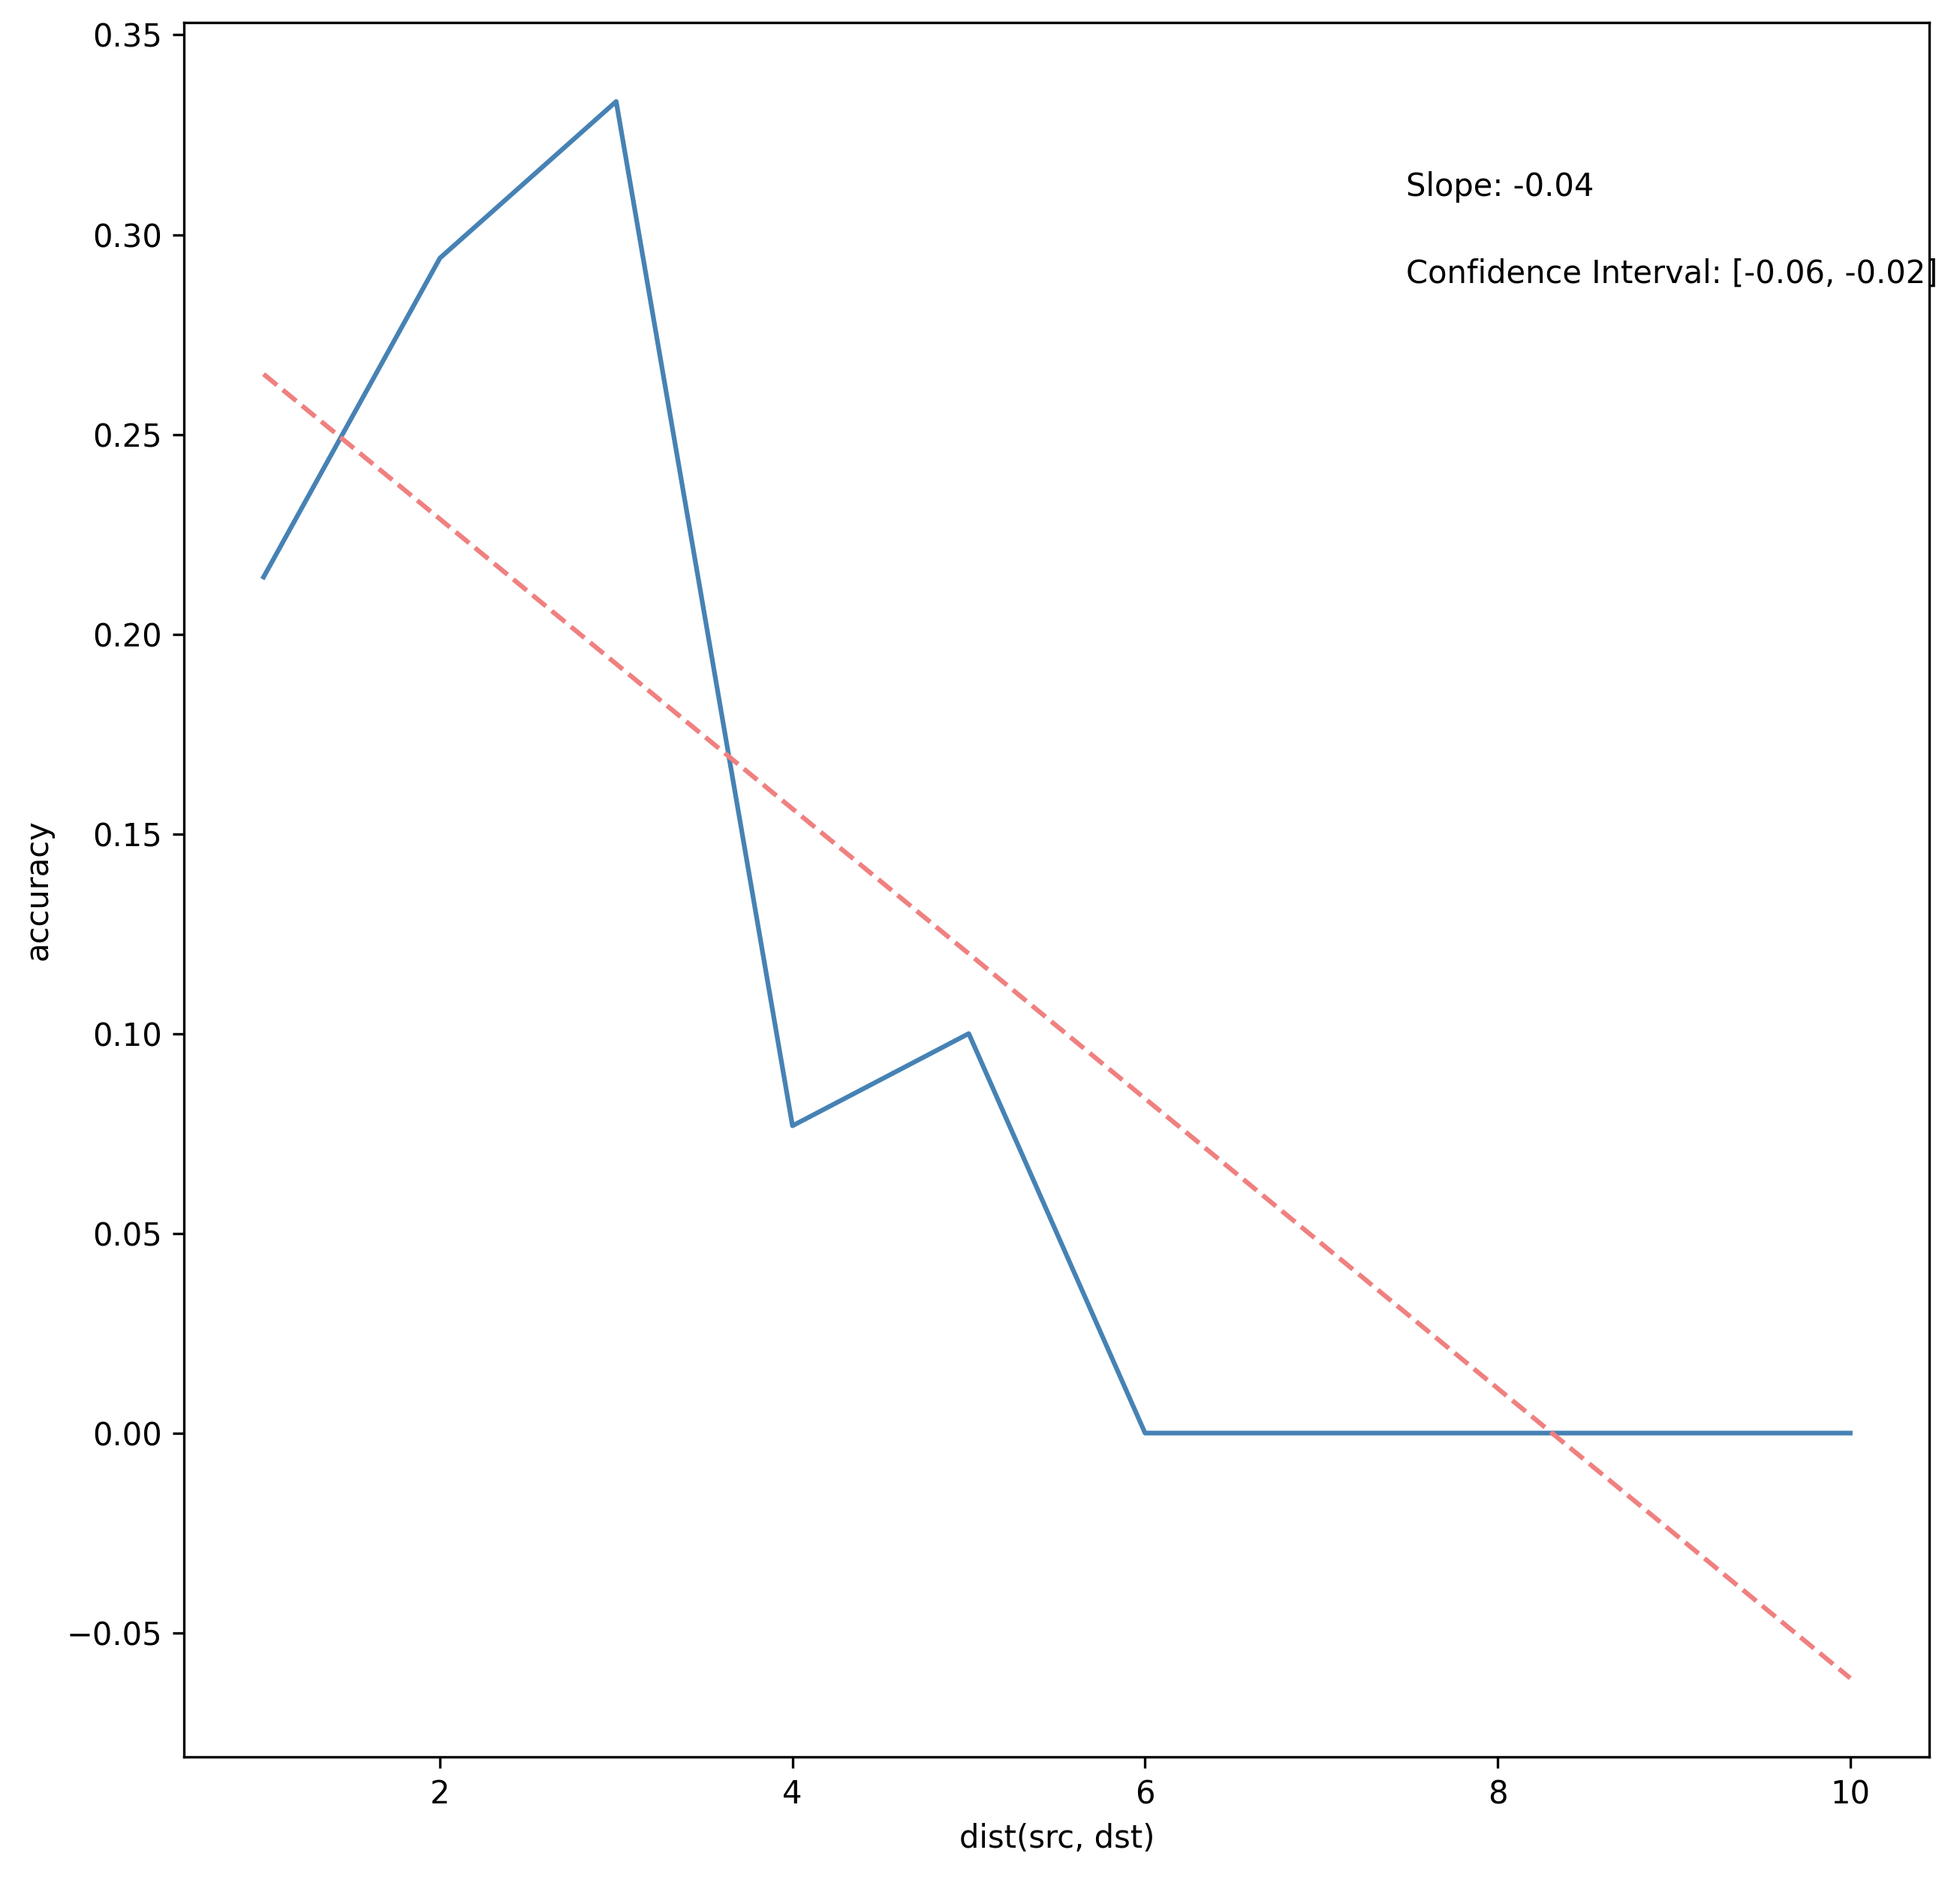 0.35
0.30
0.25
0.20
0.15
0.10
0.05
0.00
−0.05
accuracy
Slope: -0.04
Confidence Interval: [-0.06, -0.02]
2 4 6 8 10
dist(src, dst)